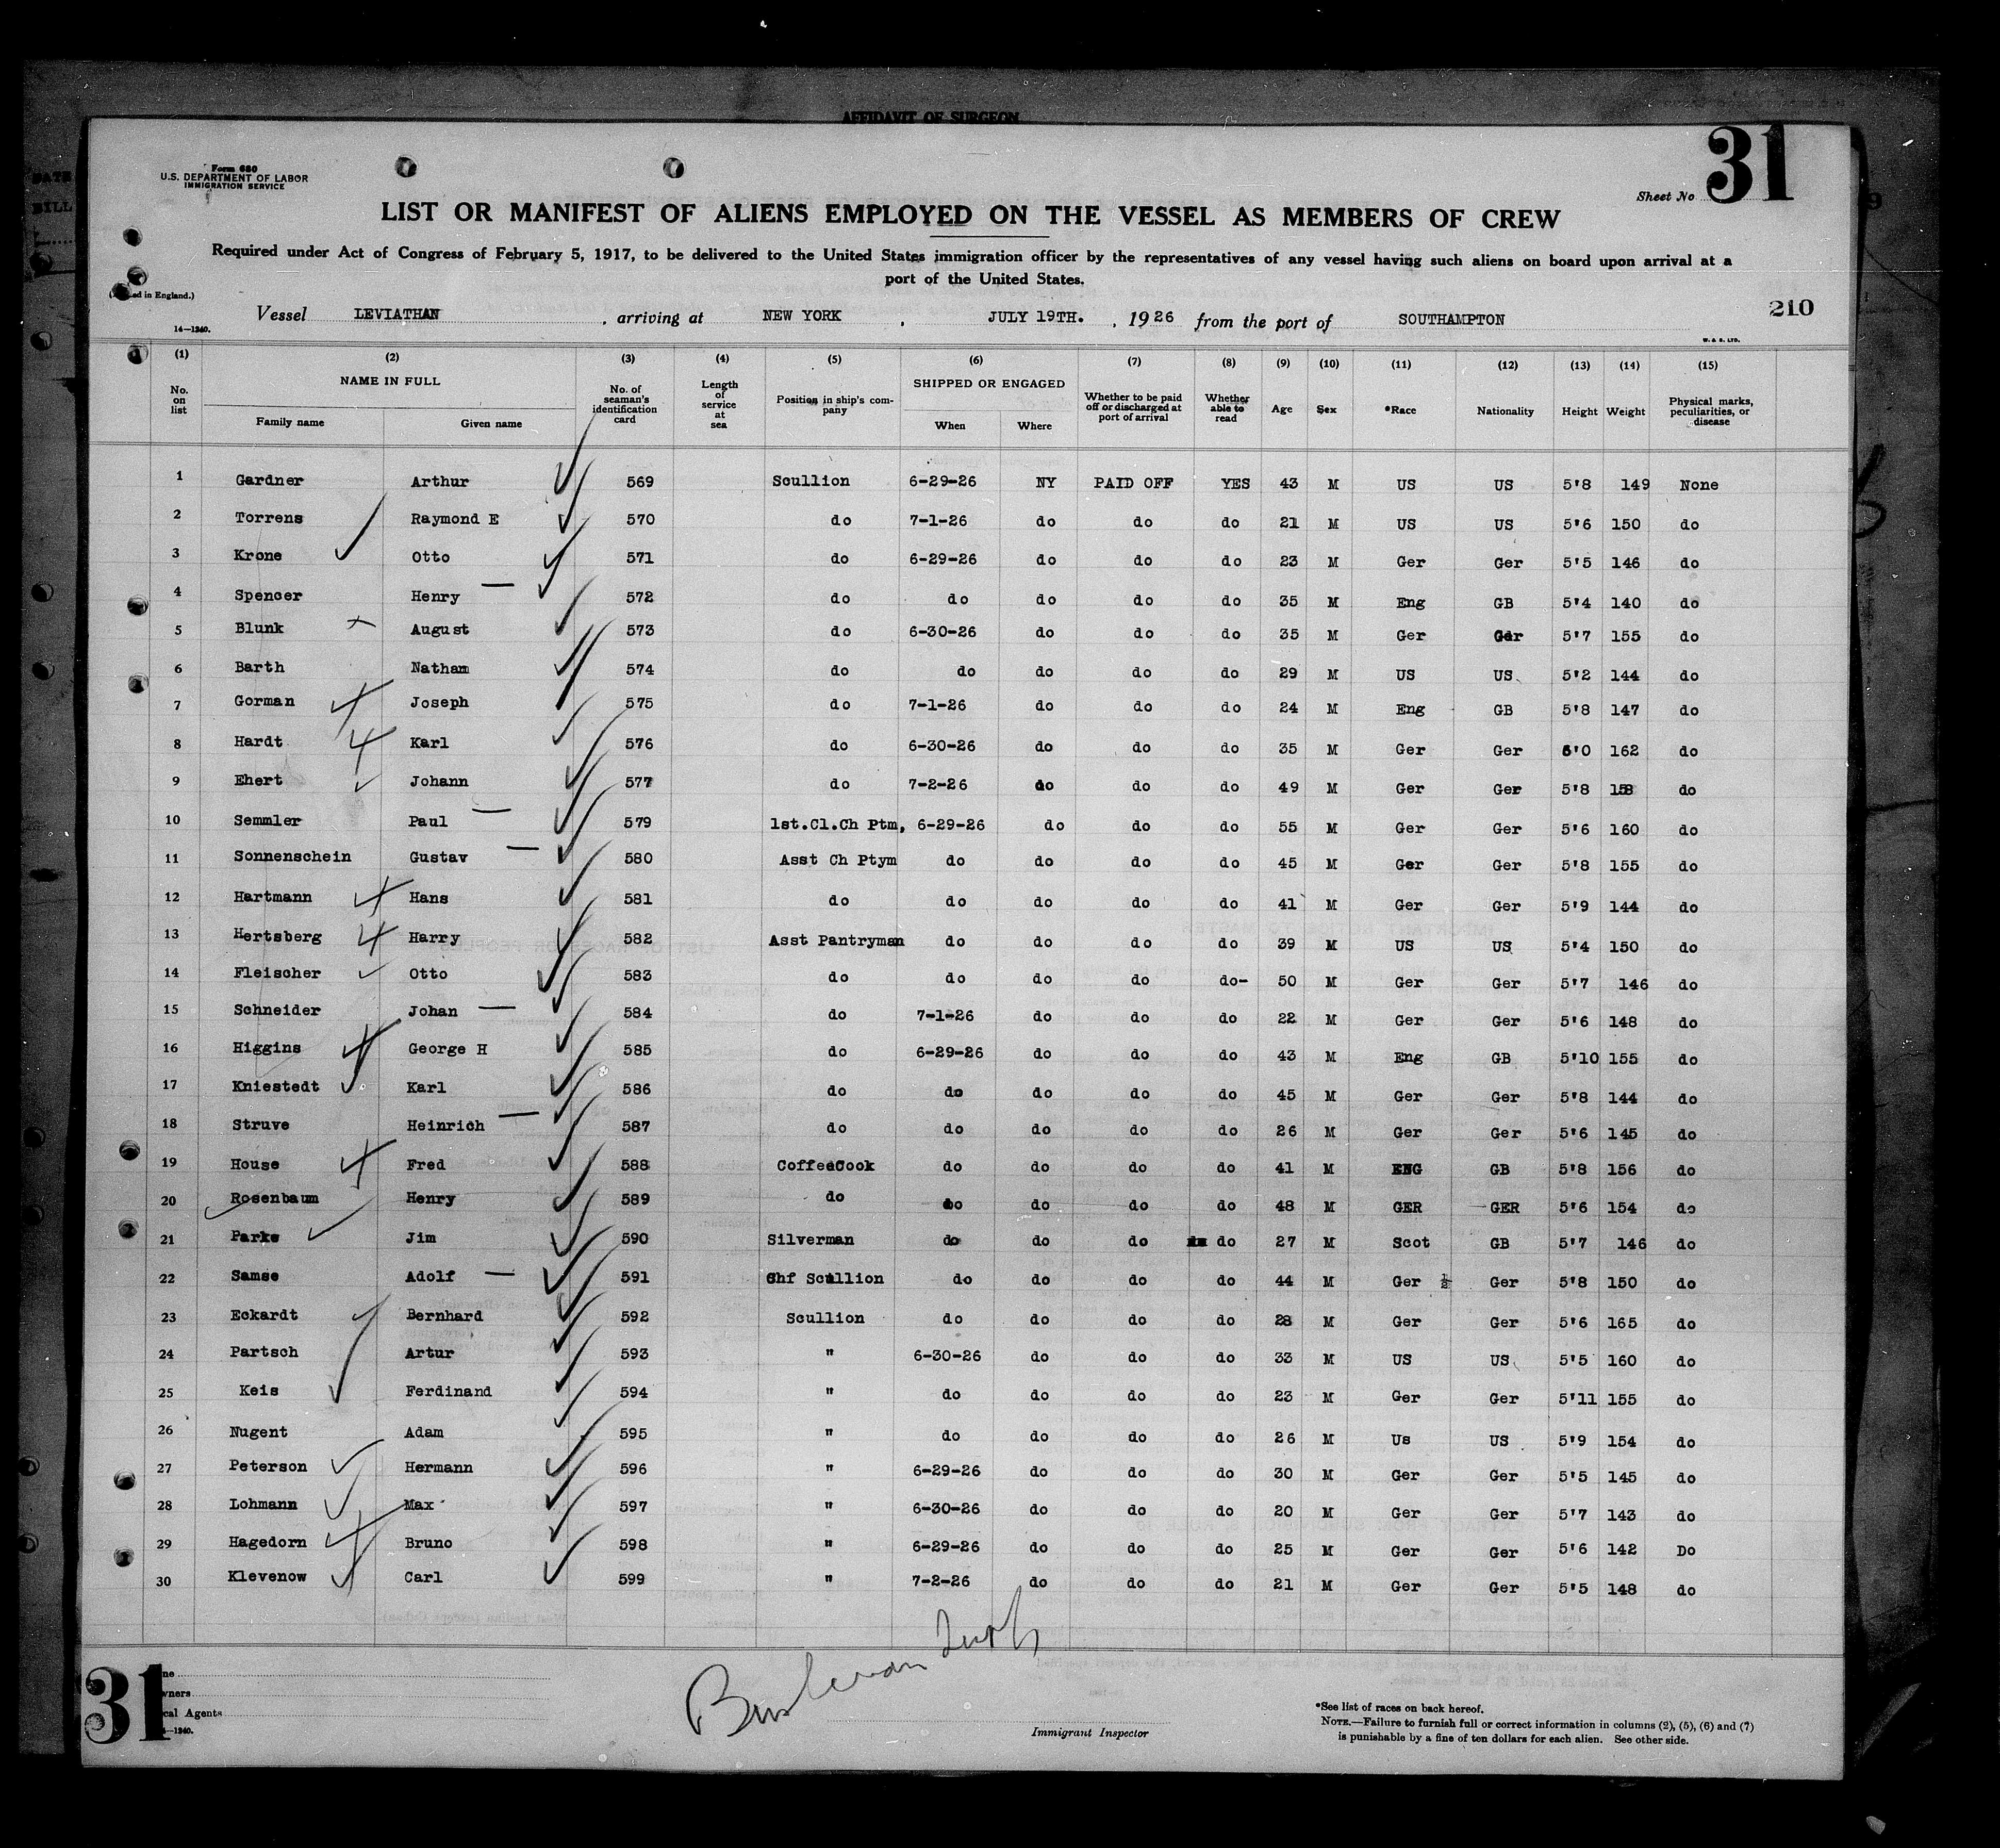 AFFIDAVIT OF SURGEON
Form 680
U.S. DEPARTMENT OF LABOR
IMMIGRATION SERVICE
Sheet No 31
LIST OR MANIFEST OF ALIENS EMPLOYED ON THE VESSEL AS MEMBERS OF CREW
Required under Act of Congress of February 5, 1917, to be delivered to the United States immigration officer by the representatives of any vessel having such aliens on board upon arrival at a
port of the United States.
in England.)
14—1240.
Vessel LEVIATHAN, arriving at NEW YORK, JULY 19TH., 1926 from the port of SOUTHAMPTON
210
W. & S. LTD.
(1) (2) (3) (4) (5) (6) (7) (8) (9) (10) (11) (12) (13) (14) (15)
No. on list NAME IN FULL Family name Given name No. of seaman's identification card Length of service at sea Position in ship's company SHIPPED OR ENGAGED When Where Whether to be paid off or discharged at port of arrival Whether able to read Age Sex *Race Nationality Height Weight Physical marks, peculiarities, or disease
1 Gardner Arthur 569 Scullion 6-29-26 NY PAID OFF YES 43 M US US 5'8 149 None
2 Torrens Raymond E 570 do 7-1-26 do do do 21 M US US 5'6 150 do
3 Krone Otto 571 do 6-29-26 do do do 23 M Ger Ger 5'5 146 do
4 Spencer Henry 572 do do do do do 35 M Eng GB 5'4 140 do
5 Blunk August 573 do 6-30-26 do do do 35 M Ger Ger 5'7 155 do
6 Barth Natham 574 do do do do do 29 M US US 5'2 144 do
7 Gorman Joseph 575 do 7-1-26 do do do 24 M Eng GB 5'8 147 do
8 Hardt Karl 576 do 6-30-26 do do do 35 M Ger Ger 6'0 162 do
9 Ehert Johann 577 do 7-2-26 do do do 49 M Ger Ger 5'8 158 do
10 Semmler Paul 579 1st.Cl.Ch Ptm, 6-29-26 do do do 55 M Ger Ger 5'6 160 do
11 Sonnenschein Gustav 580 Asst Ch Ptym do do do do 45 M Ger Ger 5'8 155 do
12 Hartmann Hans 581 do do do do do 41 M Ger Ger 5'9 144 do
13 Hertsberg Harry 582 Asst Pantryman do do do do 39 M US US 5'4 150 do
14 Fleischer Otto 583 do do do do do- 50 M Ger Ger 5'7 146 do
15 Schneider Johan 584 do 7-1-26 do do do 22 M Ger Ger 5'6 148 do
16 Higgins George H 585 do 6-29-26 do do do 43 M Eng GB 5'10 155 do
17 Kniestedt Karl 586 do do do do do 45 M Ger Ger 5'8 144 do
18 Struve Heinrich 587 do do do do do 26 M Ger Ger 5'6 145 do
19 House Fred 588 CoffeeCook do do do do 41 M ENG GB 5'8 156 do
20 Rosenbaum Henry 589 do do do do do 48 M GER GER 5'6 154 do
21 Parks Jim 590 Silverman do do do do 27 M Scot GB 5'7 146 do
22 Samse Adolf 591 Chf Scullion do do do do 44 M Ger Ger 5'8 150 do
23 Eckardt Bernhard 592 Scullion do do do do 28 M Ger Ger 5'6 165 do
24 Partsch Artur 593 " 6-30-26 do do do 33 M US US 5'5 160 do
25 Keis Ferdinand 594 " do do do do 23 M Ger Ger 5'11 155 do
26 Nugent Adam 595 " do do do do 26 M Us US 5'9 154 do
27 Peterson Hermann 596 " 6-29-26 do do do 30 M Ger Ger 5'5 145 do
28 Lohmann Max 597 " 6-30-26 do do do 20 M Ger Ger 5'7 143 do
29 Hagedorn Bruno 598 " 6-29-26 do do do 25 M Ger Ger 5'6 142 Do
30 Klevenow Carl 599 " 7-2-26 do do do 21 M Ger Ger 5'5 148 do
31
Immigrant Inspector
*See list of races on back hereof.
NOTE.—Failure to furnish full or correct information in columns (2), (5), (6) and (7)
is punishable by a fine of ten dollars for each alien. See other side.